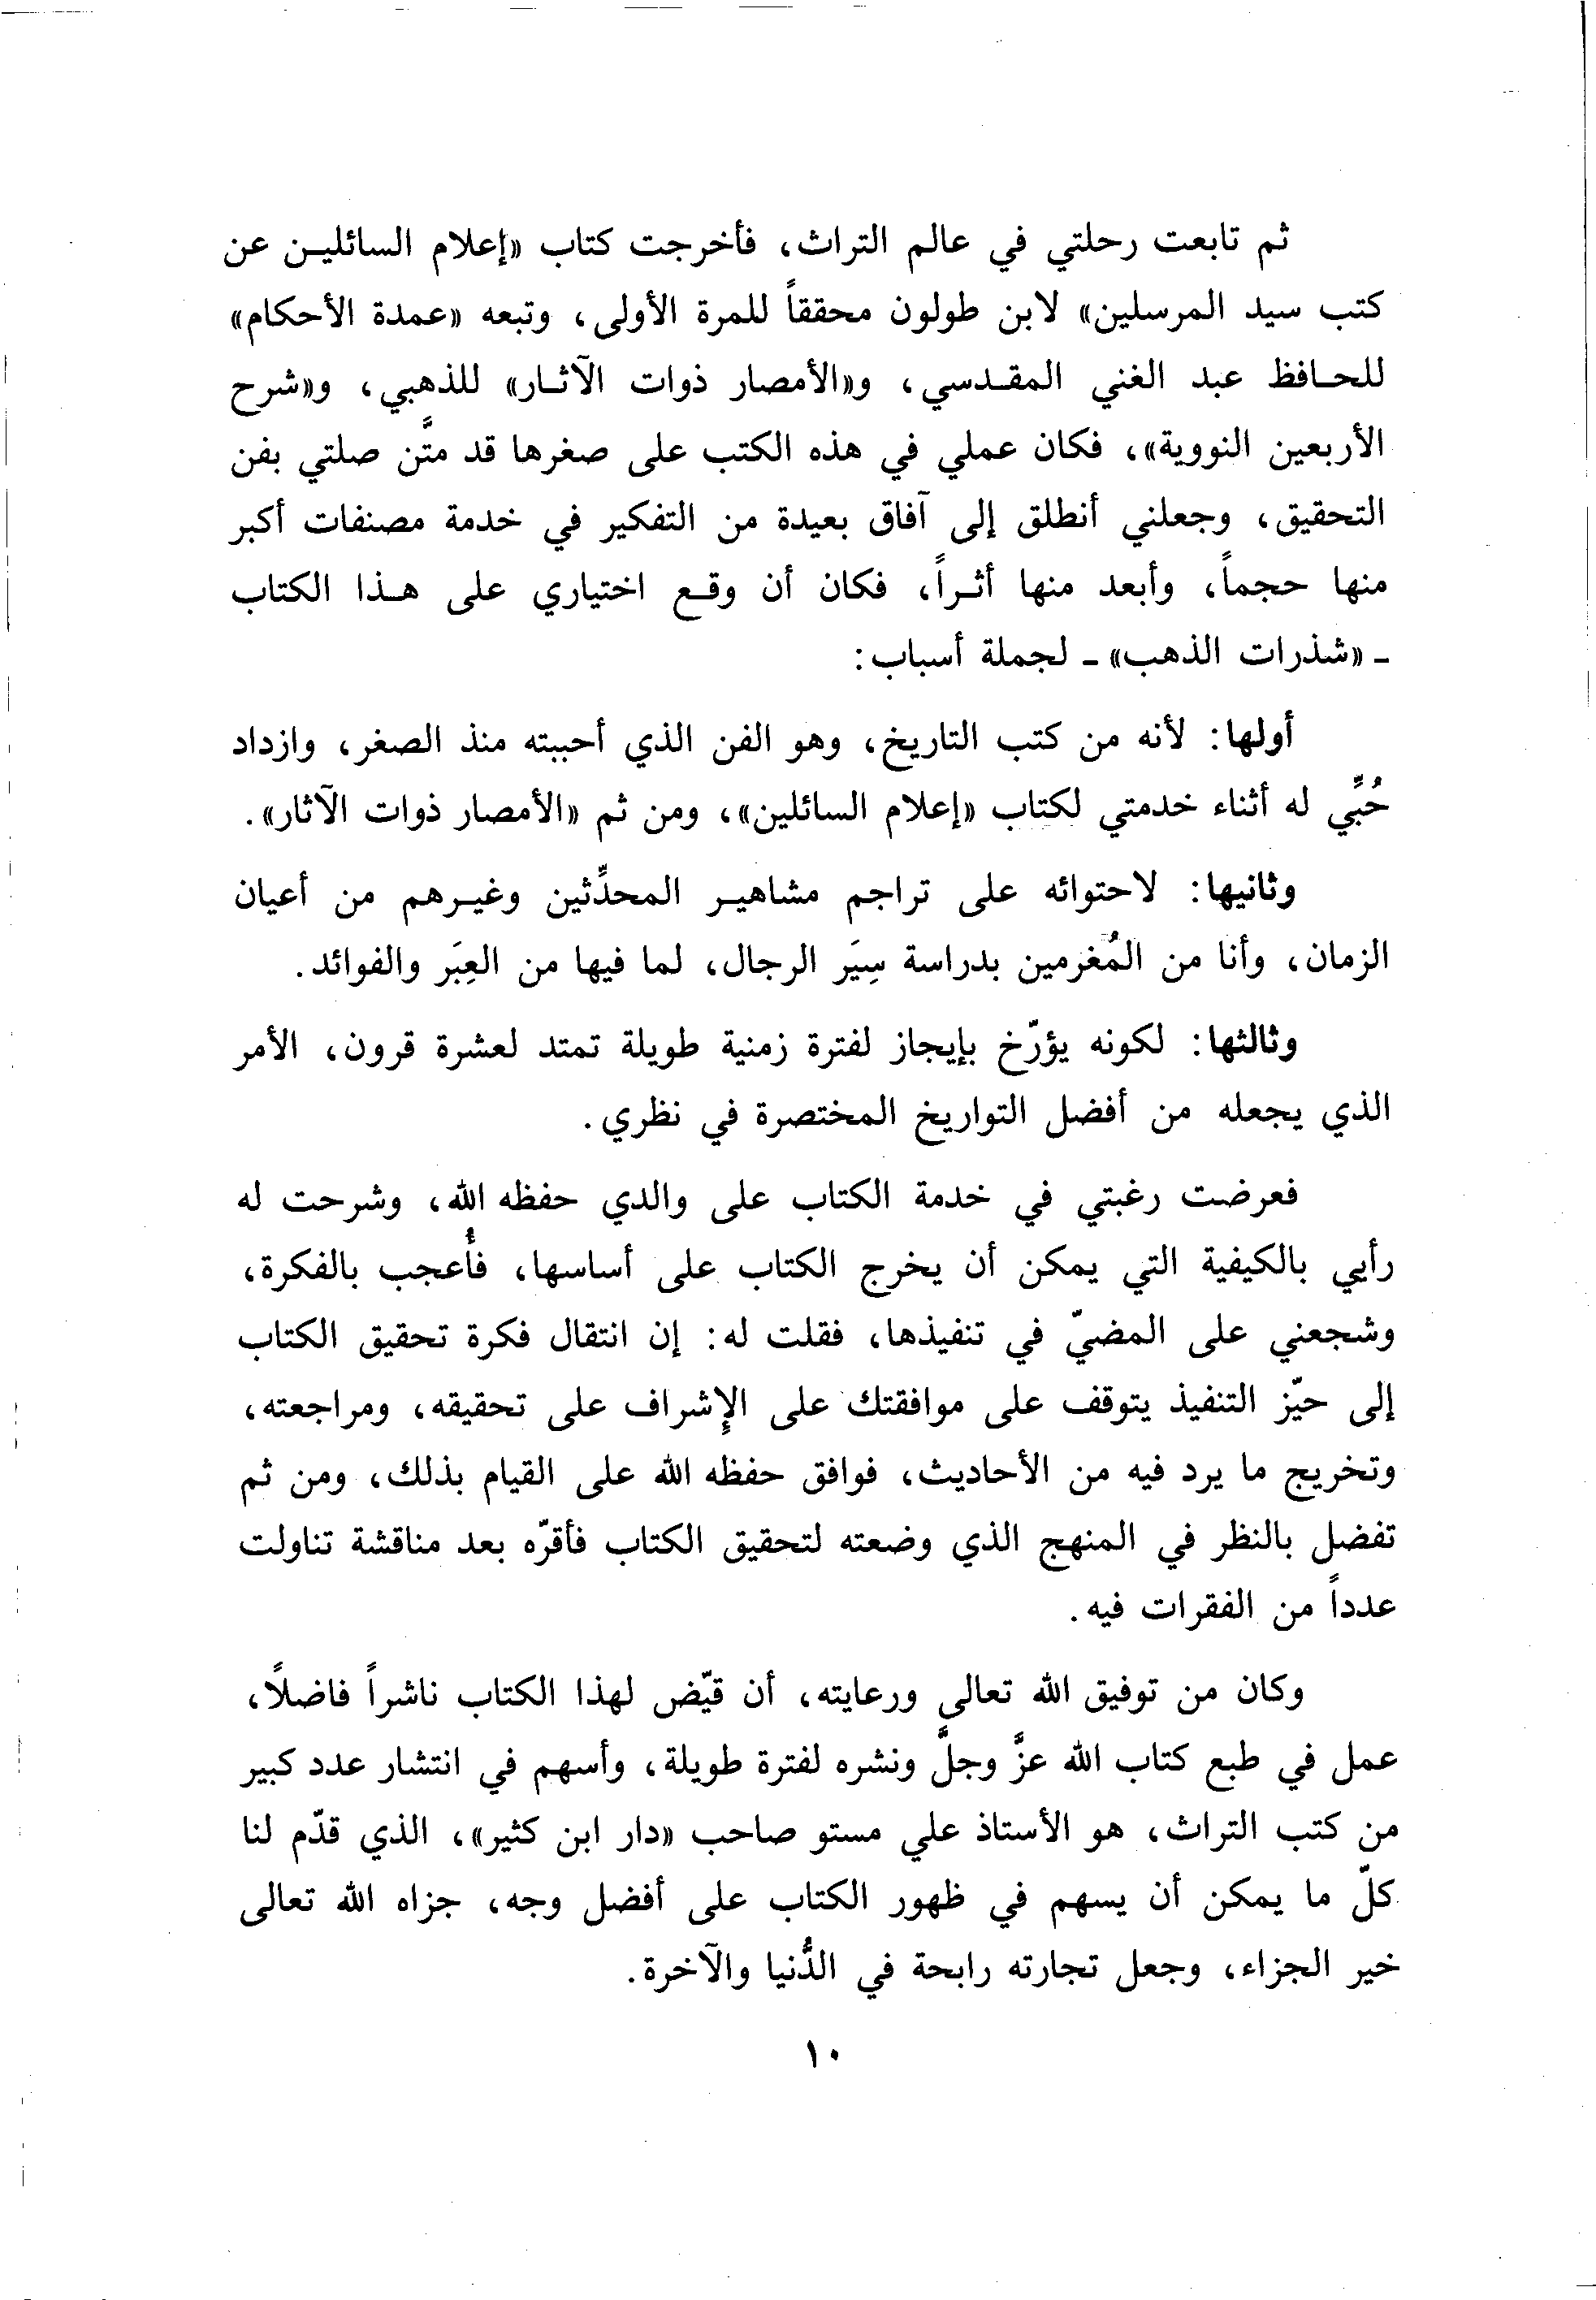 ثم تابعت رحلتي في عالم التراث، فأخرجت كتاب «إعلام السائلين عن
كتب سيد المرسلين» لابن طولون محققاً للمرة الأولى، وتبعه «عمدة الأحكام»
للحافظ عبد الغني المقدسي، و«الأمصار ذوات الآثار» للذهبي، و«شرح
الأربعين النووية»، فكان عملي في هذه الكتب على صغرها قد متَّن صلتي بفن
التحقيق، وجعلني أنطلق إلى آفاق بعيدة من التفكير في خدمة مصنفات أكبر
منها حجماً، وأبعد منها أثراً، فكان أن وقع اختياري على هذا الكتاب
ـ «شذرات الذهب» ـ لجملة أسباب:
أولها: لأنه من كتب التاريخ، وهو الفن الذي أحببته منذ الصغر، وازداد
حُبِّي له أثناء خدمتي لكتاب «إعلام السائلين»، ومن ثم «الأمصار ذوات الآثار».
وثانيها: لاحتوائه على تراجم مشاهير المحدِّثين وغيرهم من أعيان
الزمان، وأنا من المُغرمين بدراسة سِيَر الرجال، لما فيها من العِبَر والفوائد.
وثالثها: لكونه يؤرّخ بإيجاز لفترة زمنية طويلة تمتد لعشرة قرون، الأمر
الذي يجعله من أفضل التواريخ المختصرة في نظري.
فعرضت رغبتي في خدمة الكتاب على والدي حفظه الله، وشرحت له
رأيي بالكيفية التي يمكن أن يخرج الكتاب على أساسها، فأُعجب بالفكرة،
وشجعني على المضيّ في تنفيذها، فقلت له: إن انتقال فكرة تحقيق الكتاب
إلى حيّز التنفيذ يتوقف على موافقتك على الإشراف على تحقيقه، ومراجعته،
وتخريج ما يرد فيه من الأحاديث، فوافق حفظه الله على القيام بذلك، ومن ثم
تفضل بالنظر في المنهج الذي وضعته لتحقيق الكتاب فأقرّه بعد مناقشة تناولت
عدداً من الفقرات فيه.
وكان من توفيق الله تعالى ورعايته، أن قيّض لهذا الكتاب ناشراً فاضلاً،
عمل في طبع كتاب الله عزَّ وجلَّ ونشره لفترة طويلة، وأسهم في انتشار عدد كبير
من كتب التراث، هو الأستاذ علي مستو صاحب «دار ابن كثير»، الذي قدّم لنا
كلّ ما يمكن أن يسهم في ظهور الكتاب على أفضل وجه، جزاه الله تعالى
خير الجزاء، وجعل تجارته رابحة في الدُّنيا والآخرة.
١٠